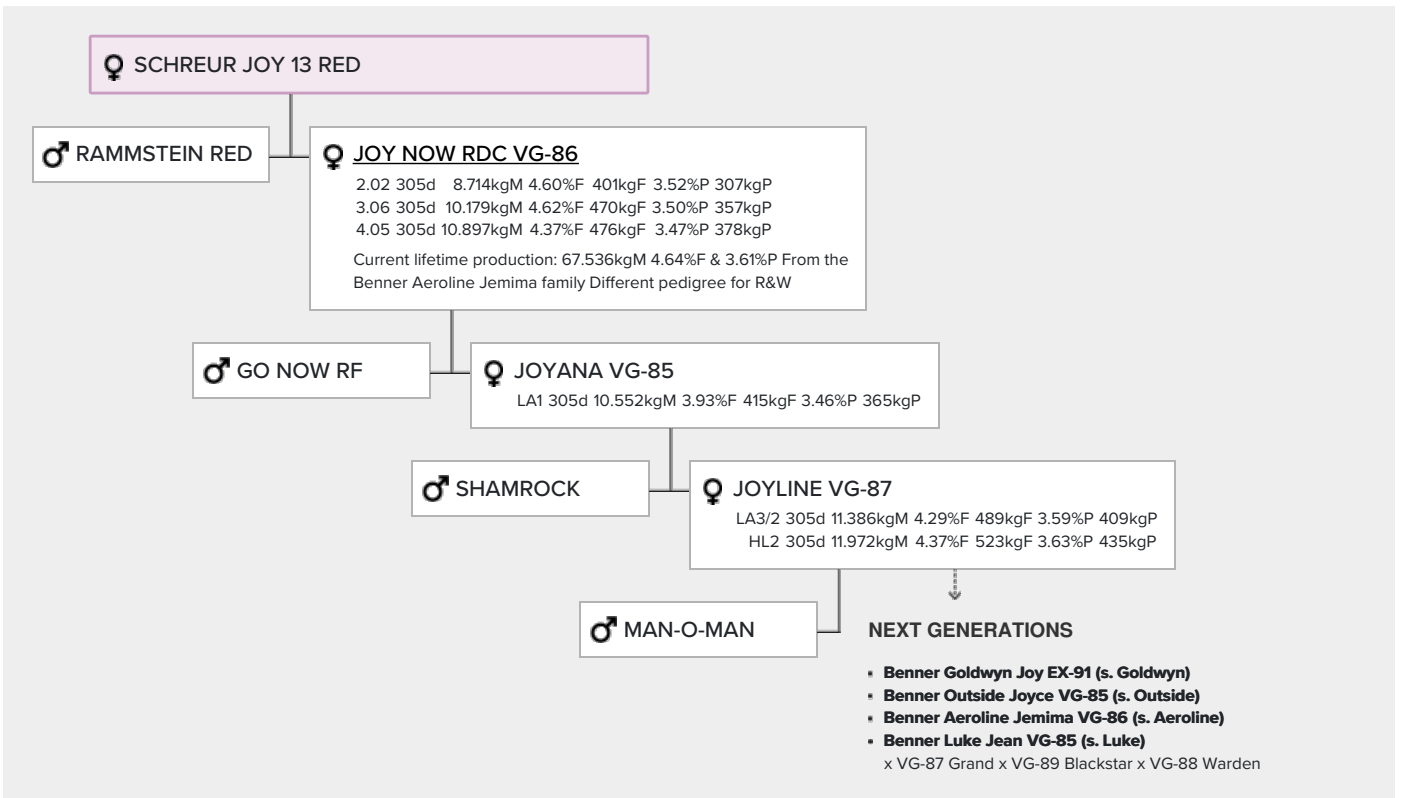 SCHREUR JOY 13 RED
RAMMSTEIN RED
JOY NOW RDC VG-86
2.02 305d 8.714kgM 4.60%F 401kgF 3.52%P 307kgP
3.06 305d 10.179kgM 4.62%F 470kgF 3.50%P 357kgP
4.05 305d 10.897kgM 4.37%F 476kgF 3.47%P 378kgP
Current lifetime production: 67.536kgM 4.64%F & 3.61%P From the
Benner Aeroline Jemima family Different pedigree for R&W
GO NOW RF
JOYANA VG-85
LA1 305d 10.552kgM 3.93%F 415kgF 3.46%P 365kgP
SHAMROCK
JOYLINE VG-87
LA3/2 305d 11.386kgM 4.29%F 489kgF 3.59%P 409kgP
HL2 305d 11.972kgM 4.37%F 523kgF 3.63%P 435kgP
MAN-O-MAN
NEXT GENERATIONS
Benner Goldwyn Joy EX-91 (s. Goldwyn)
Benner Outside Joyce VG-85 (s. Outside)
Benner Aeroline Jemima VG-86 (s. Aeroline)
Benner Luke Jean VG-85 (s. Luke)
x VG-87 Grand x VG-89 Blackstar x VG-88 Warden